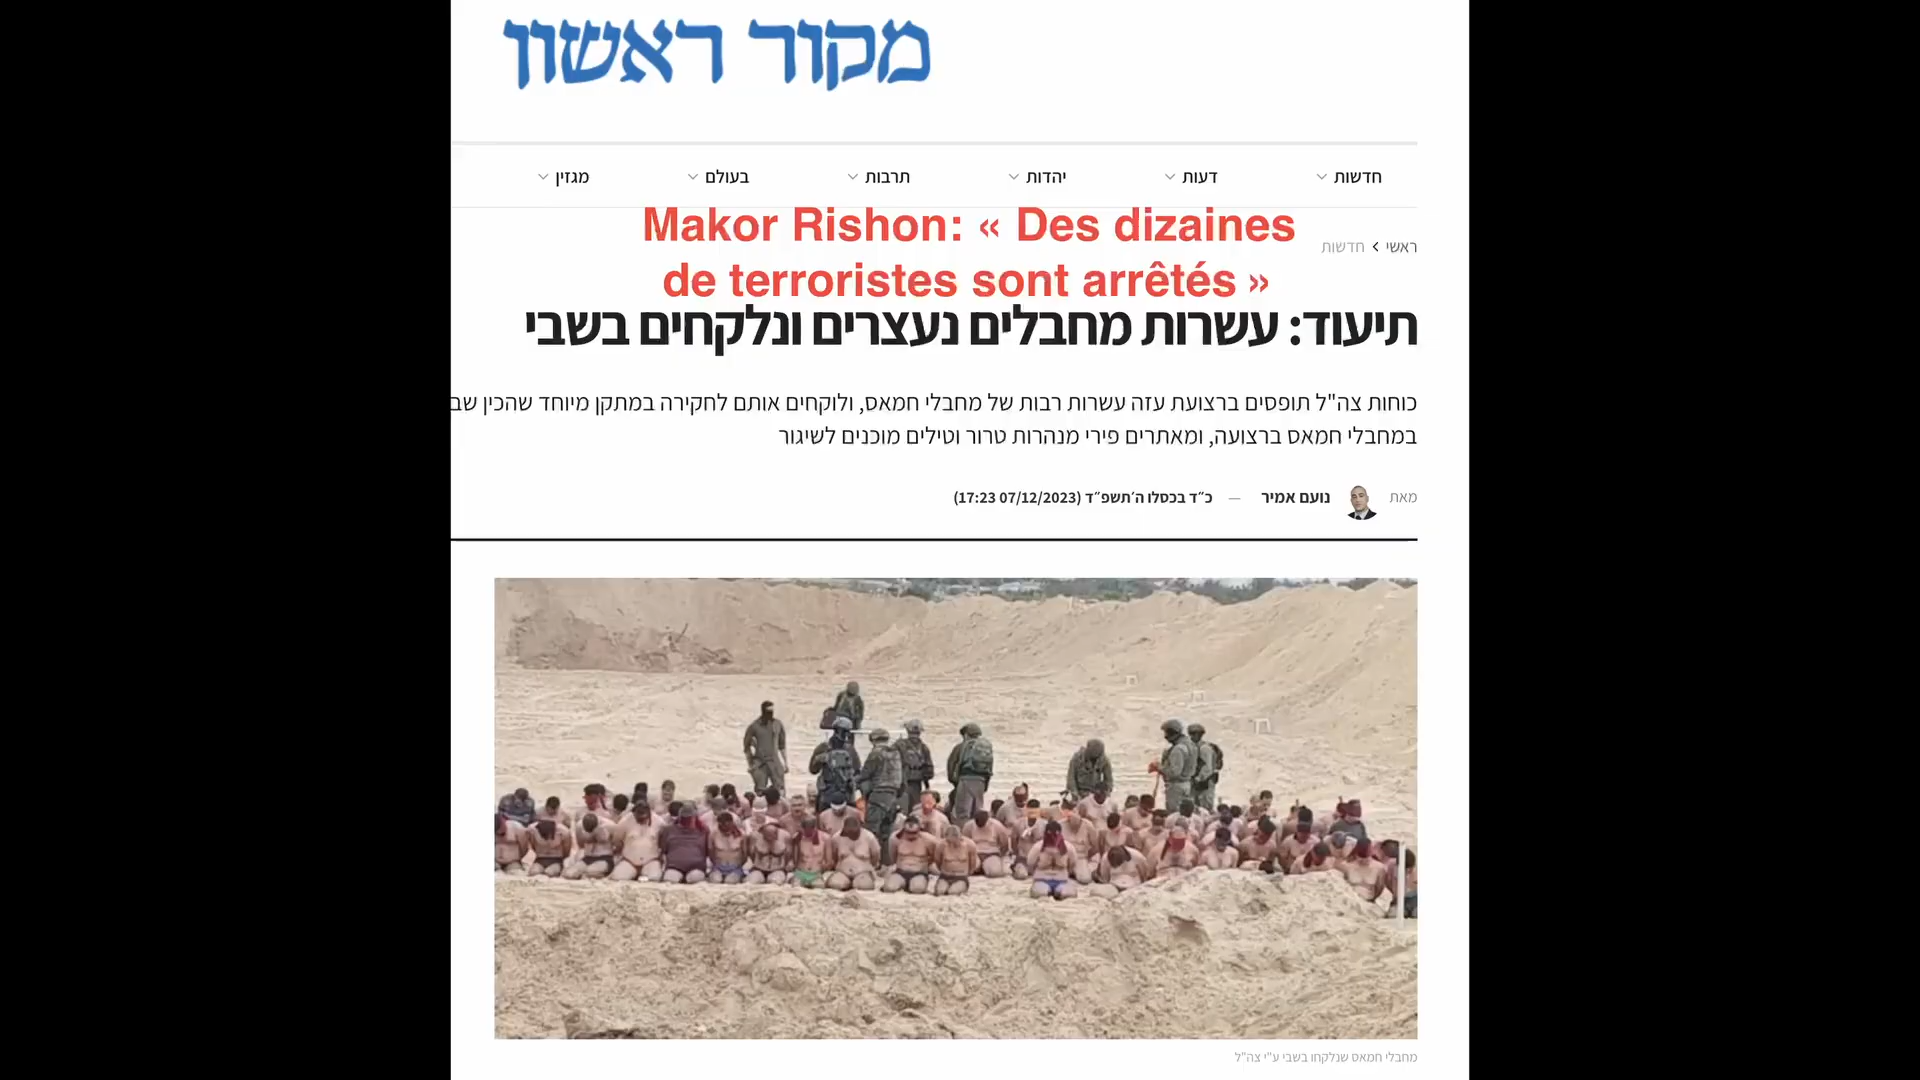 מקור ראשון
חדשות דעות יהדות תרבות בעולם מגזין
ראשי > חדשות
Makor Rishon: « Des dizaines
de terroristes sont arrêtés »
תיעוד: עשרות מחבלים נעצרים ונלקחים בשבי
כוחות צה"ל תופסים ברצועת עזה עשרות רבות של מחבלי חמאס, ולוקחים אותם לחקירה במתקן מיוחד שהכין שב
במחבלי חמאס ברצועה, ומאתרים פירי מנהרות טרור וטילים מוכנים לשיגור
מאת נועם אמיר — כ״ד בכסלו ה׳תשפ״ד (07/12/2023 17:23)
מחבלי חמאס שנלקחו בשבי ע"י צה"ל